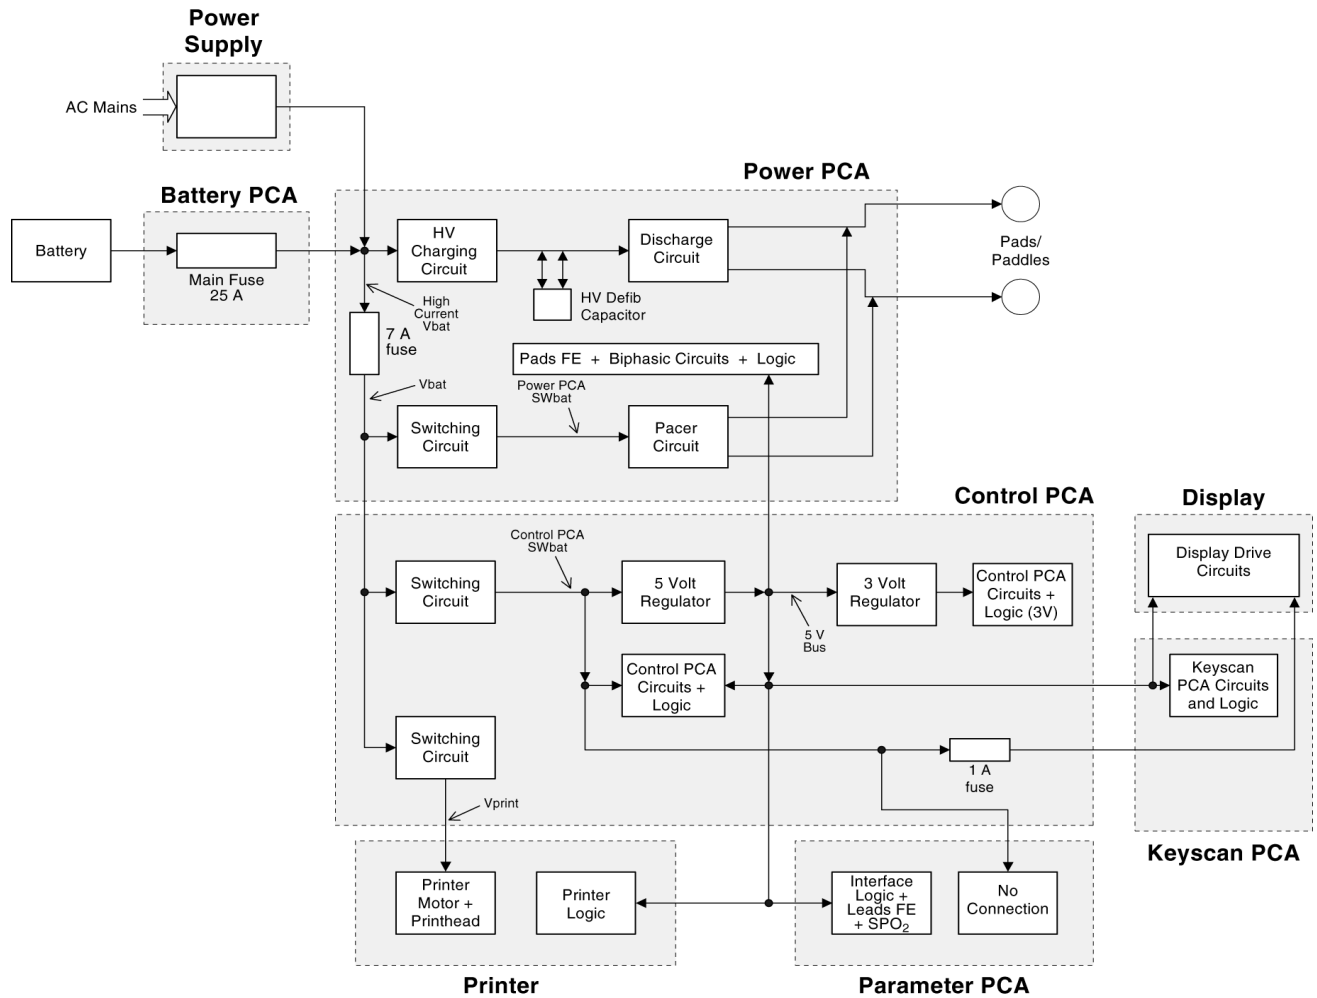 Power
Supply
AC Mains
Battery PCA
Battery
Main Fuse
25 A
Power PCA
HV
Charging
Circuit
Discharge
Circuit
HV Defib
Capacitor
Pads/
Paddles
High
Current
Vbat
7 A
fuse
Vbat
Pads FE + Biphasic Circuits + Logic
Power PCA
SWbat
Switching
Circuit
Pacer
Circuit
Control PCA
Control PCA
SWbat
Switching
Circuit
5 Volt
Regulator
5 V
Bus
3 Volt
Regulator
Control PCA
Circuits +
Logic (3V)
Control PCA
Circuits +
Logic
Switching
Circuit
1 A
fuse
Vprint
Display
Display Drive
Circuits
Keyscan
PCA Circuits
and Logic
Keyscan PCA
Printer
Motor +
Printhead
Printer
Logic
Printer
Interface
Logic +
Leads FE
+ SPO2
No
Connection
Parameter PCA